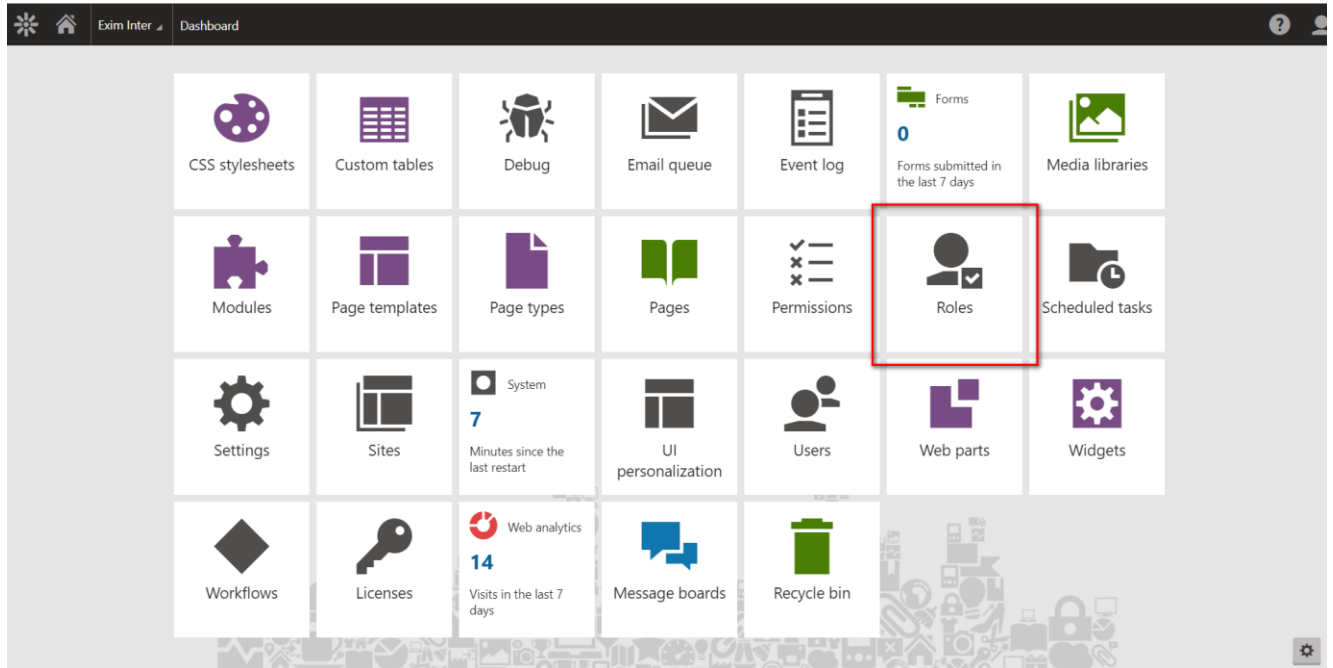 Exim Inter Dashboard
?
CSS stylesheets
Custom tables
Debug
Email queue
Event log
Forms
0
Forms submitted in
the last 7 days
Media libraries
Modules
Page templates
Page types
Pages
Permissions
Roles
Scheduled tasks
Settings
Sites
System
7
Minutes since the
last restart
UI
personalization
Users
Web parts
Widgets
Workflows
Licenses
Web analytics
14
Visits in the last 7
days
Message boards
Recycle bin